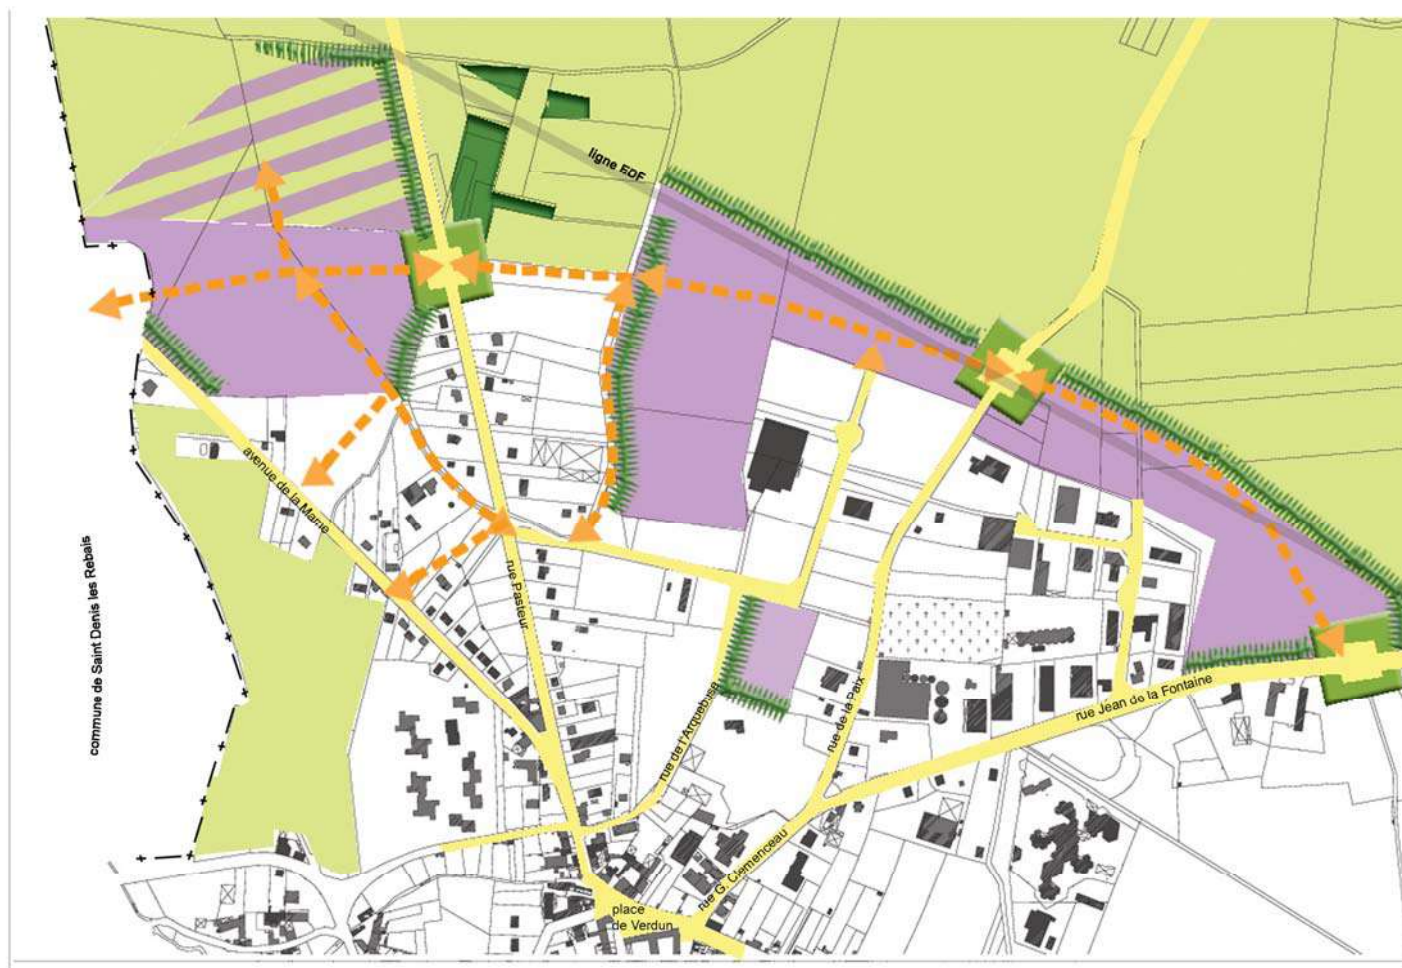 ligne EDF
avenue de la Marne
commune de Saint Denis les Rebais
rue Pasteur
rue de l'Arquebuse
rue de la Paix
rue Jean de la Fontaine
rue G. Clemenceau
place
de Verdun